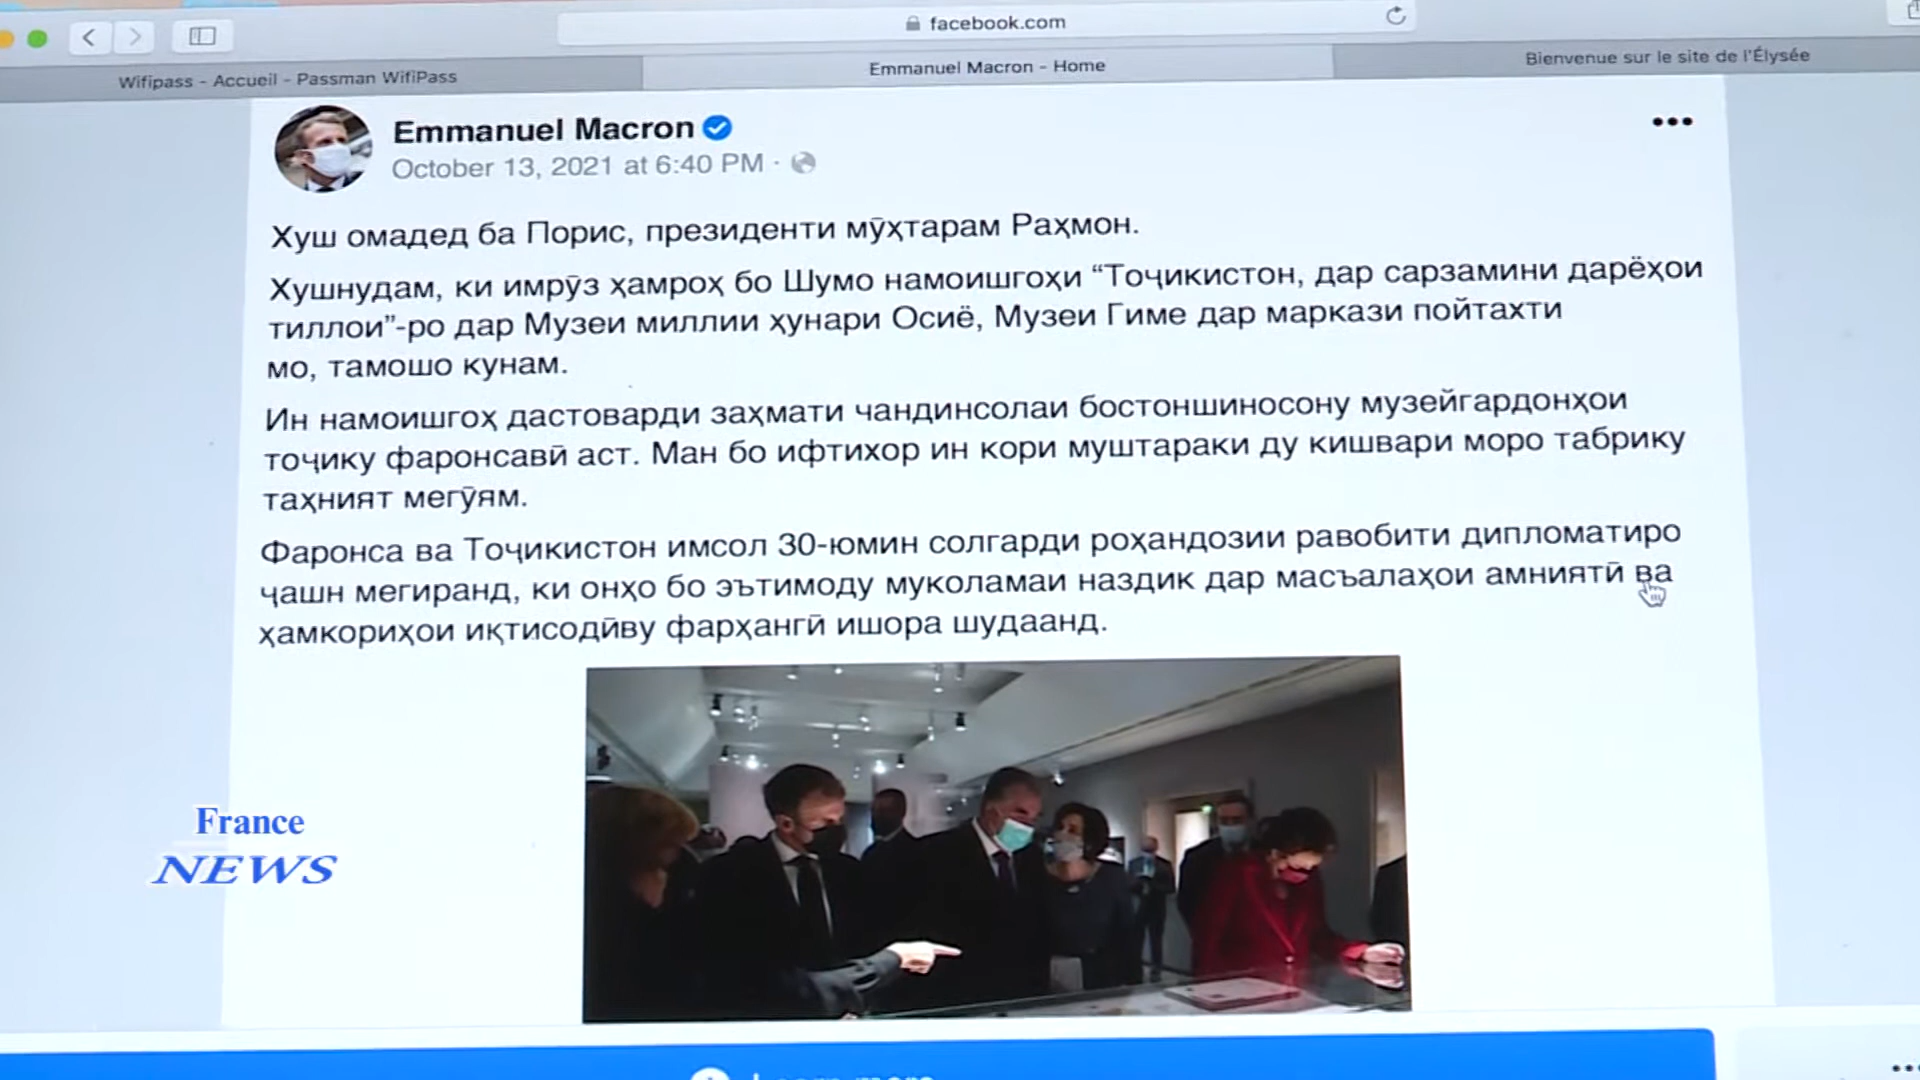 facebook.com
Wifipass - Accueil - Passman WifiPass
Emmanuel Macron - Home
Bienvenue sur le site de l'Élysée
Emmanuel Macron
October 13, 2021 at 6:40 PM ·
Хуш омадед ба Порис, президенти мӯҳтарам Раҳмон.
Хушнудам, ки имрӯз ҳамроҳ бо Шумо намоишгоҳи “Тоҷикистон, дар сарзамини дарёҳои
тиллои”-ро дар Музеи миллии ҳунари Осиё, Музеи Гиме дар маркази пойтахти
мо, тамошо кунам.
Ин намоишгоҳ дастоварди заҳмати чандинсолаи бостоншиносону музейгардонҳои
тоҷику фаронсавӣ аст. Ман бо ифтихор ин кори муштараки ду кишвари моро табрику
таҳният мегӯям.
Фаронса ва Тоҷикистон имсол 30-юмин солгарди роҳандозии равобити дипломатиро
ҷашн мегиранд, ки онҳо бо эътимоду муколамаи наздик дар масъалаҳои амниятӣ ва
ҳамкориҳои иқтисодӣву фарҳангӣ ишора шудаанд.
France
NEWS